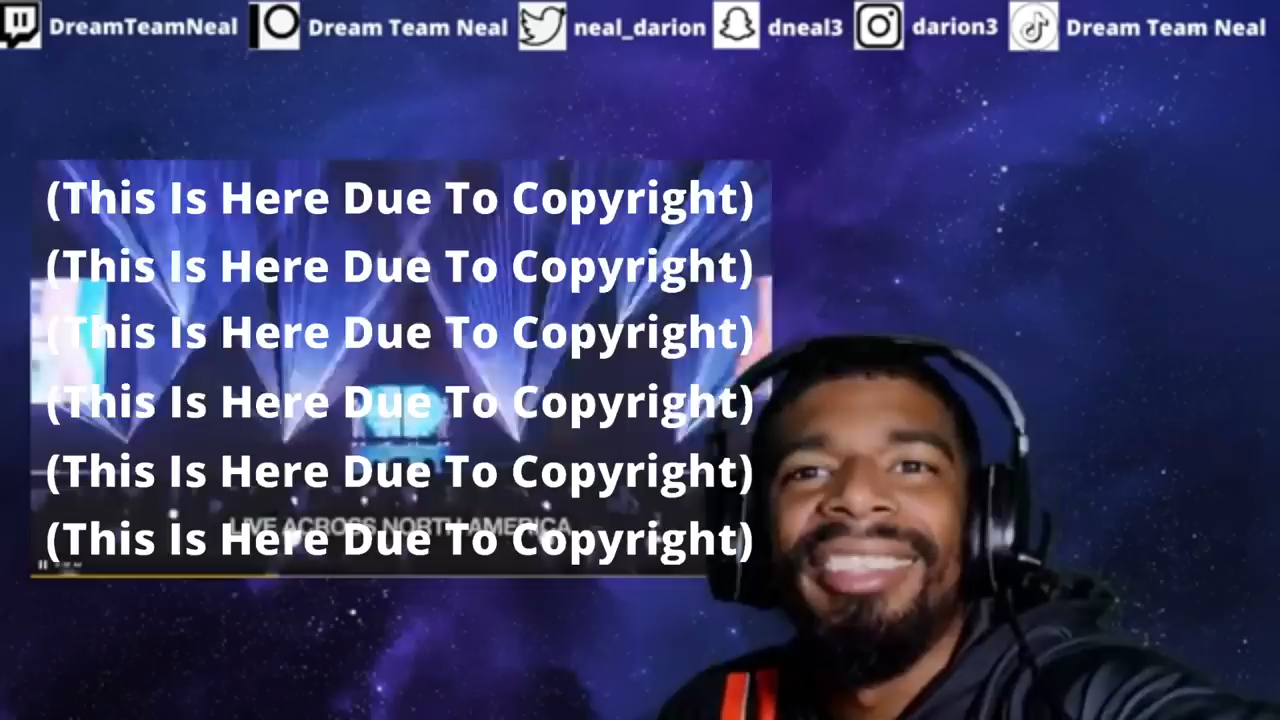 DreamTeamNeal Dream Team Neal neal_darion dneal3 darion3 Dream Team Neal
(This Is Here Due To Copyright)
(This Is Here Due To Copyright)
(This Is Here Due To Copyright)
(This Is Here Due To Copyright)
(This Is Here Due To Copyright)
LIVE ACROSS NORTH AMERICA
(This Is Here Due To Copyright)